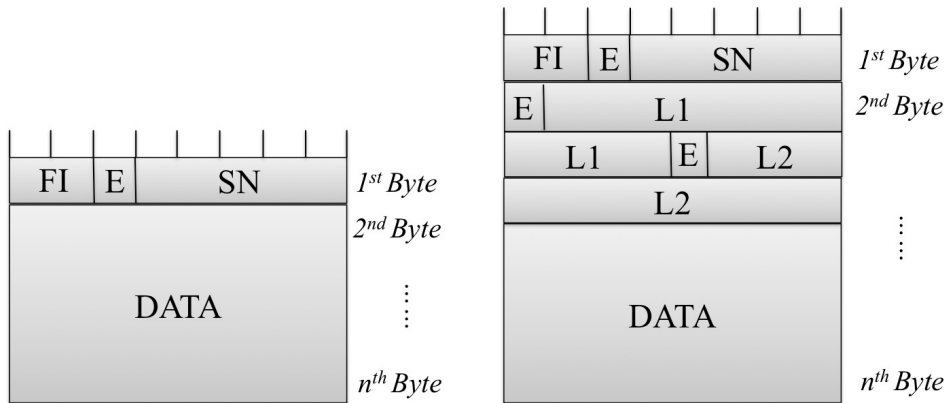 FI E SN 1st Byte
2nd Byte
DATA
......
nth Byte
FI E SN 1st Byte
E L1 2nd Byte
L1 E L2
L2
......
DATA
nth Byte